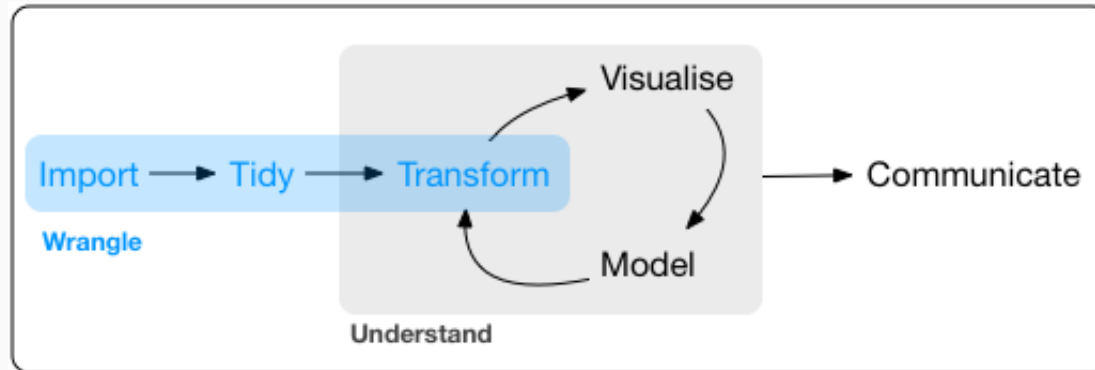 Visualise
Import Tidy Transform Communicate
Wrangle
Model
Understand